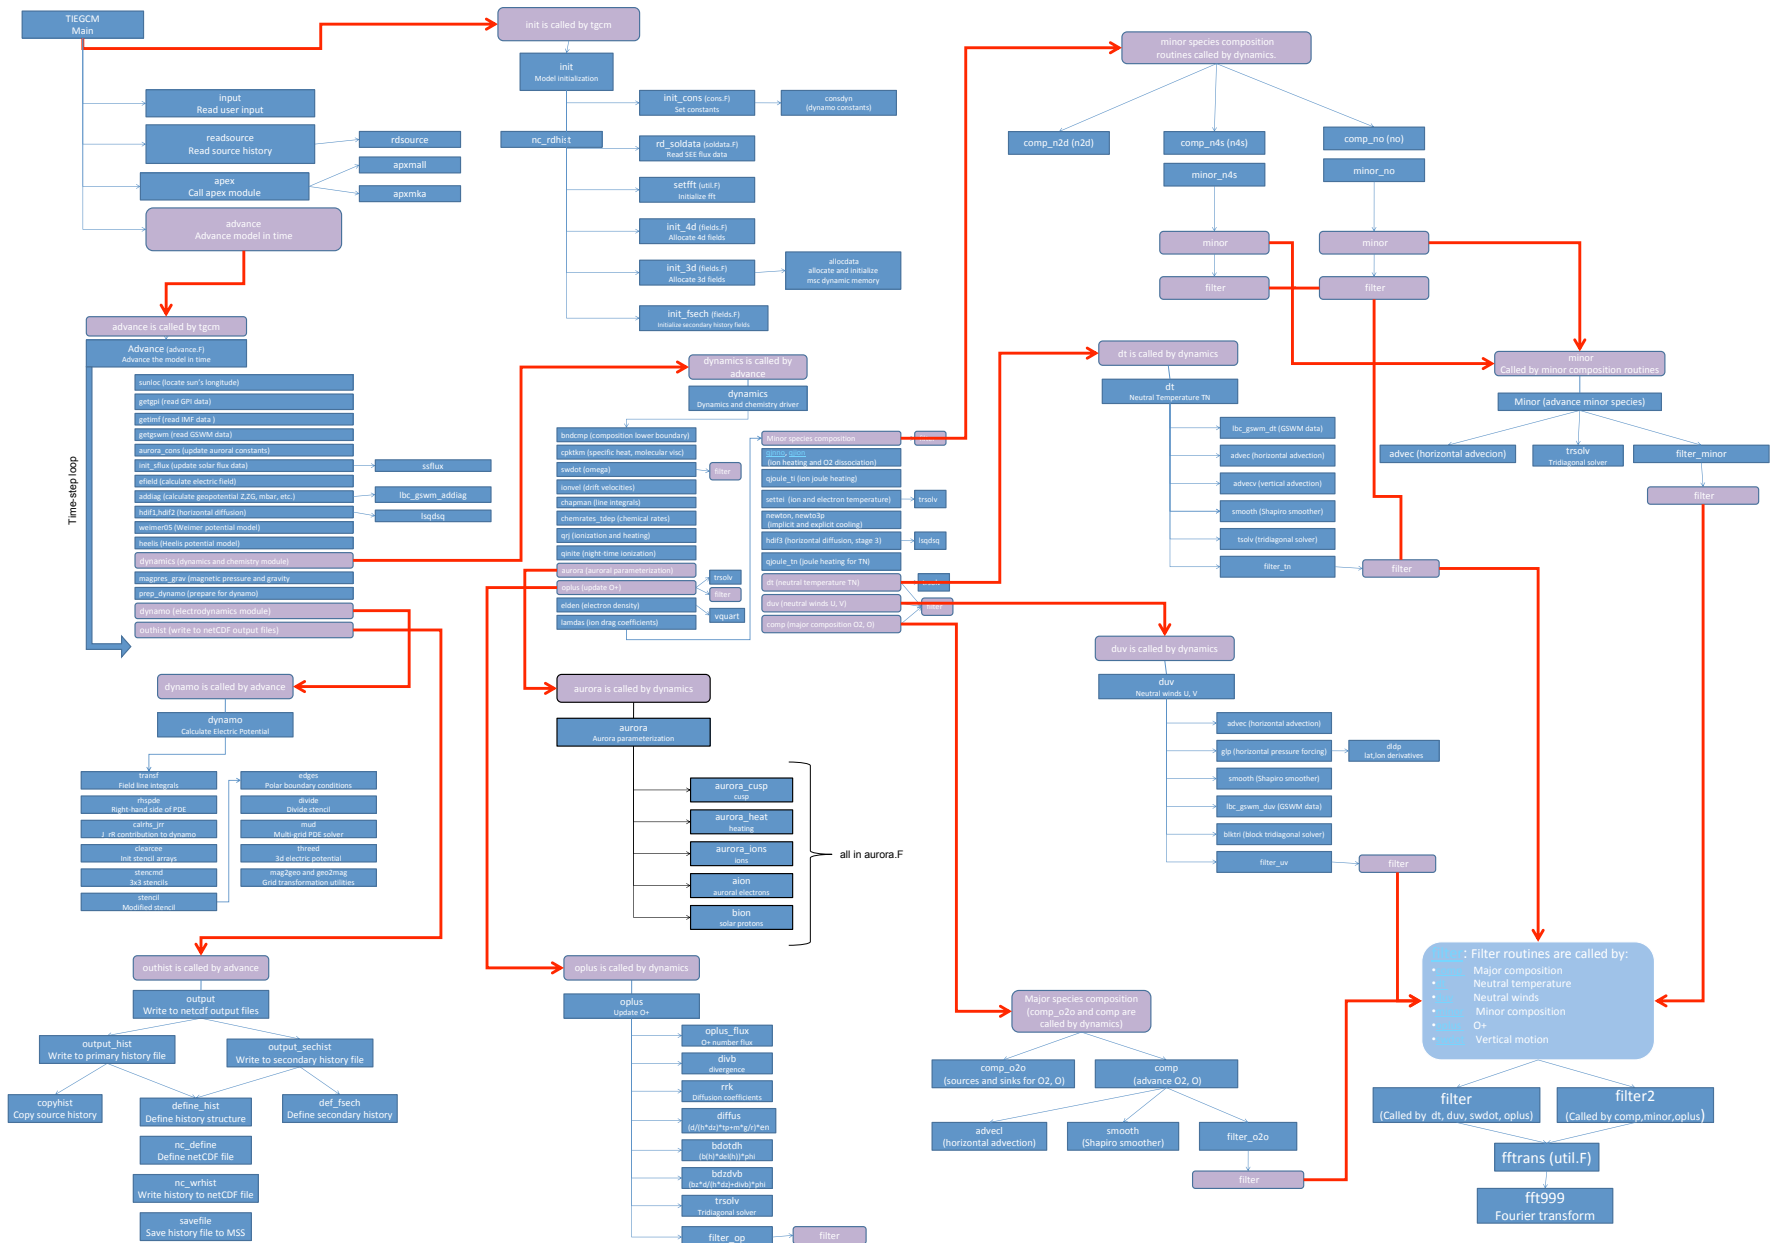 TIEGCM
Main
input
Read user input
readsource
Read source history
rdsource
apex
Call apex module
apxmall
apxmka
advance
Advance model in time
init is called by tgcm
init
Model initialization
init_cons (cons.F)
Set constants
consdyn
(dynamo constants)
nc_rdhist
rd_soldata (soldata.F)
Read SEE flux data
setfft (util.F)
Initialize fft
init_4d (fields.F)
Allocate 4d fields
init_3d (fields.F)
Allocate 3d fields
allocdata
allocate and initialize
msc dynamic memory
init_fsech (fields.F)
Initialize secondary history fields
minor species composition
routines called by dynamics.
comp_n2d (n2d)
comp_n4s (n4s)
comp_no (no)
minor_n4s
minor_no
minor
minor
filter
filter
minor
Called by minor composition routines
Minor (advance minor species)
advec (horizontal advecion)
trsolv
Tridiagonal solver
filter_minor
filter
advance is called by tgcm
Advance (advance.F)
Advance the model in time
Time-step loop
sunloc (locate sun's longitude)
getgpi (read GPI data)
getimf (read IMF data )
getgswm (read GSWM data)
aurora_cons (update auroral constants)
init_sflux (update solar flux data)
ssflux
efield (calculate electric field)
addiag (calculate geopotential Z,ZG, mbar, etc.)
lbc_gswm_addiag
hdif1,hdif2 (horizontal diffusion)
lsqdsq
weimer05 (Weimer potential model)
heelis (Heelis potential model)
dynamics (dynamics and chemistry module)
magpres_grav (magnetic pressure and gravity
prep_dynamo (prepare for dynamo)
dynamo (electrodynamics module)
outhist (write to netCDF output files)
dynamics is called by
advance
dynamics
Dynamics and chemistry driver
bndcmp (composition lower boundary)
cpktkm (specific heat, molecular visc)
swdot (omega)
filter
ionvel (drift velocities)
chapman (line integrals)
chemrates_tdep (chemical rates)
qrj (ionization and heating)
qinite (night-time ionization)
aurora (auroral parameterization)
oplus (update O+)
trsolv
filter
elden (electron density)
vquart
lamdas (ion drag coefficients)
Minor species composition
(ion heating and O2 dissociation)
qjoule_ti (ion joule heating)
settei (ion and electron temperature)
trsolv
newton, newto3p
(implicit and explicit cooling)
hdif3 (horizontal diffusion, stage 3)
lsqdsq
qjoule_tn (joule heating for TN)
dt (neutral temperature TN)
duv (neutral winds U, V)
filter
comp (major composition O2, O)
dt is called by dynamics
dt
Neutral Temperature TN
lbc_gswm_dt (GSWM data)
advec (horizontal advection)
advecv (vertical advection)
smooth (Shapiro smoother)
tsolv (tridiagonal solver)
filter_tn
filter
duv is called by dynamics
duv
Neutral winds U, V
advec (horizontal advection)
glp (horizontal pressure forcing)
dldp
lat,lon derivatives
smooth (Shapiro smoother)
lbc_gswm_duv (GSWM data)
blktri (block tridiagonal solver)
filter_uv
filter
dynamo is called by advance
dynamo
Calculate Electric Potential
transf
Field line integrals
rhspde
Right-hand side of PDE
calrhs_jrr
J_rR contribution to dynamo
clearcee
Init stencil arrays
stencmd
3x3 stencils
stencil
Modified stencil
edges
Polar boundary conditions
divide
Divide stencil
mud
Multi-grid PDE solver
threed
3d electric potential
mag2geo and geo2mag
Grid transformation utilities
aurora is called by dynamics
aurora
Aurora parameterization
aurora_cusp
cusp
aurora_heat
heating
aurora_ions
ions
aion
auroral electrons
bion
solar protons
all in aurora.F
outhist is called by advance
output
Write to netcdf output files
output_hist
Write to primary history file
output_sechist
Write to secondary history file
copyhist
Copy source history
define_hist
Define history structure
def_fsech
Define secondary history
nc_define
Define netCDF file
nc_wrhist
Write history to netCDF file
savefile
Save history file to MSS
oplus is called by dynamics
oplus
Update O+
oplus_flux
O+ number flux
divb
divergence
rrk
Diffusion coefficients
diffus
(d/(h*dz)*tp+m*g/r)*en
bdotdh
(b(h)*del(h))*phi
bdzdvb
(bz*d/(h*dz)+divb)*phi
trsolv
Tridiagonal solver
filter_op
filter
Major species composition
(comp_o2o and comp are
called by dynamics)
comp_o2o
(sources and sinks for O2, O)
comp
(advance O2, O)
advecl
(horizontal advection)
smooth
(Shapiro smoother)
filter_o2o
filter
: Filter routines are called by:
• Major composition
• Neutral temperature
• Neutral winds
• Minor composition
• O+
• Vertical motion
filter
(Called by dt, duv, swdot, oplus)
filter2
(Called by comp,minor,oplus)
fftrans (util.F)
fft999
Fourier transform